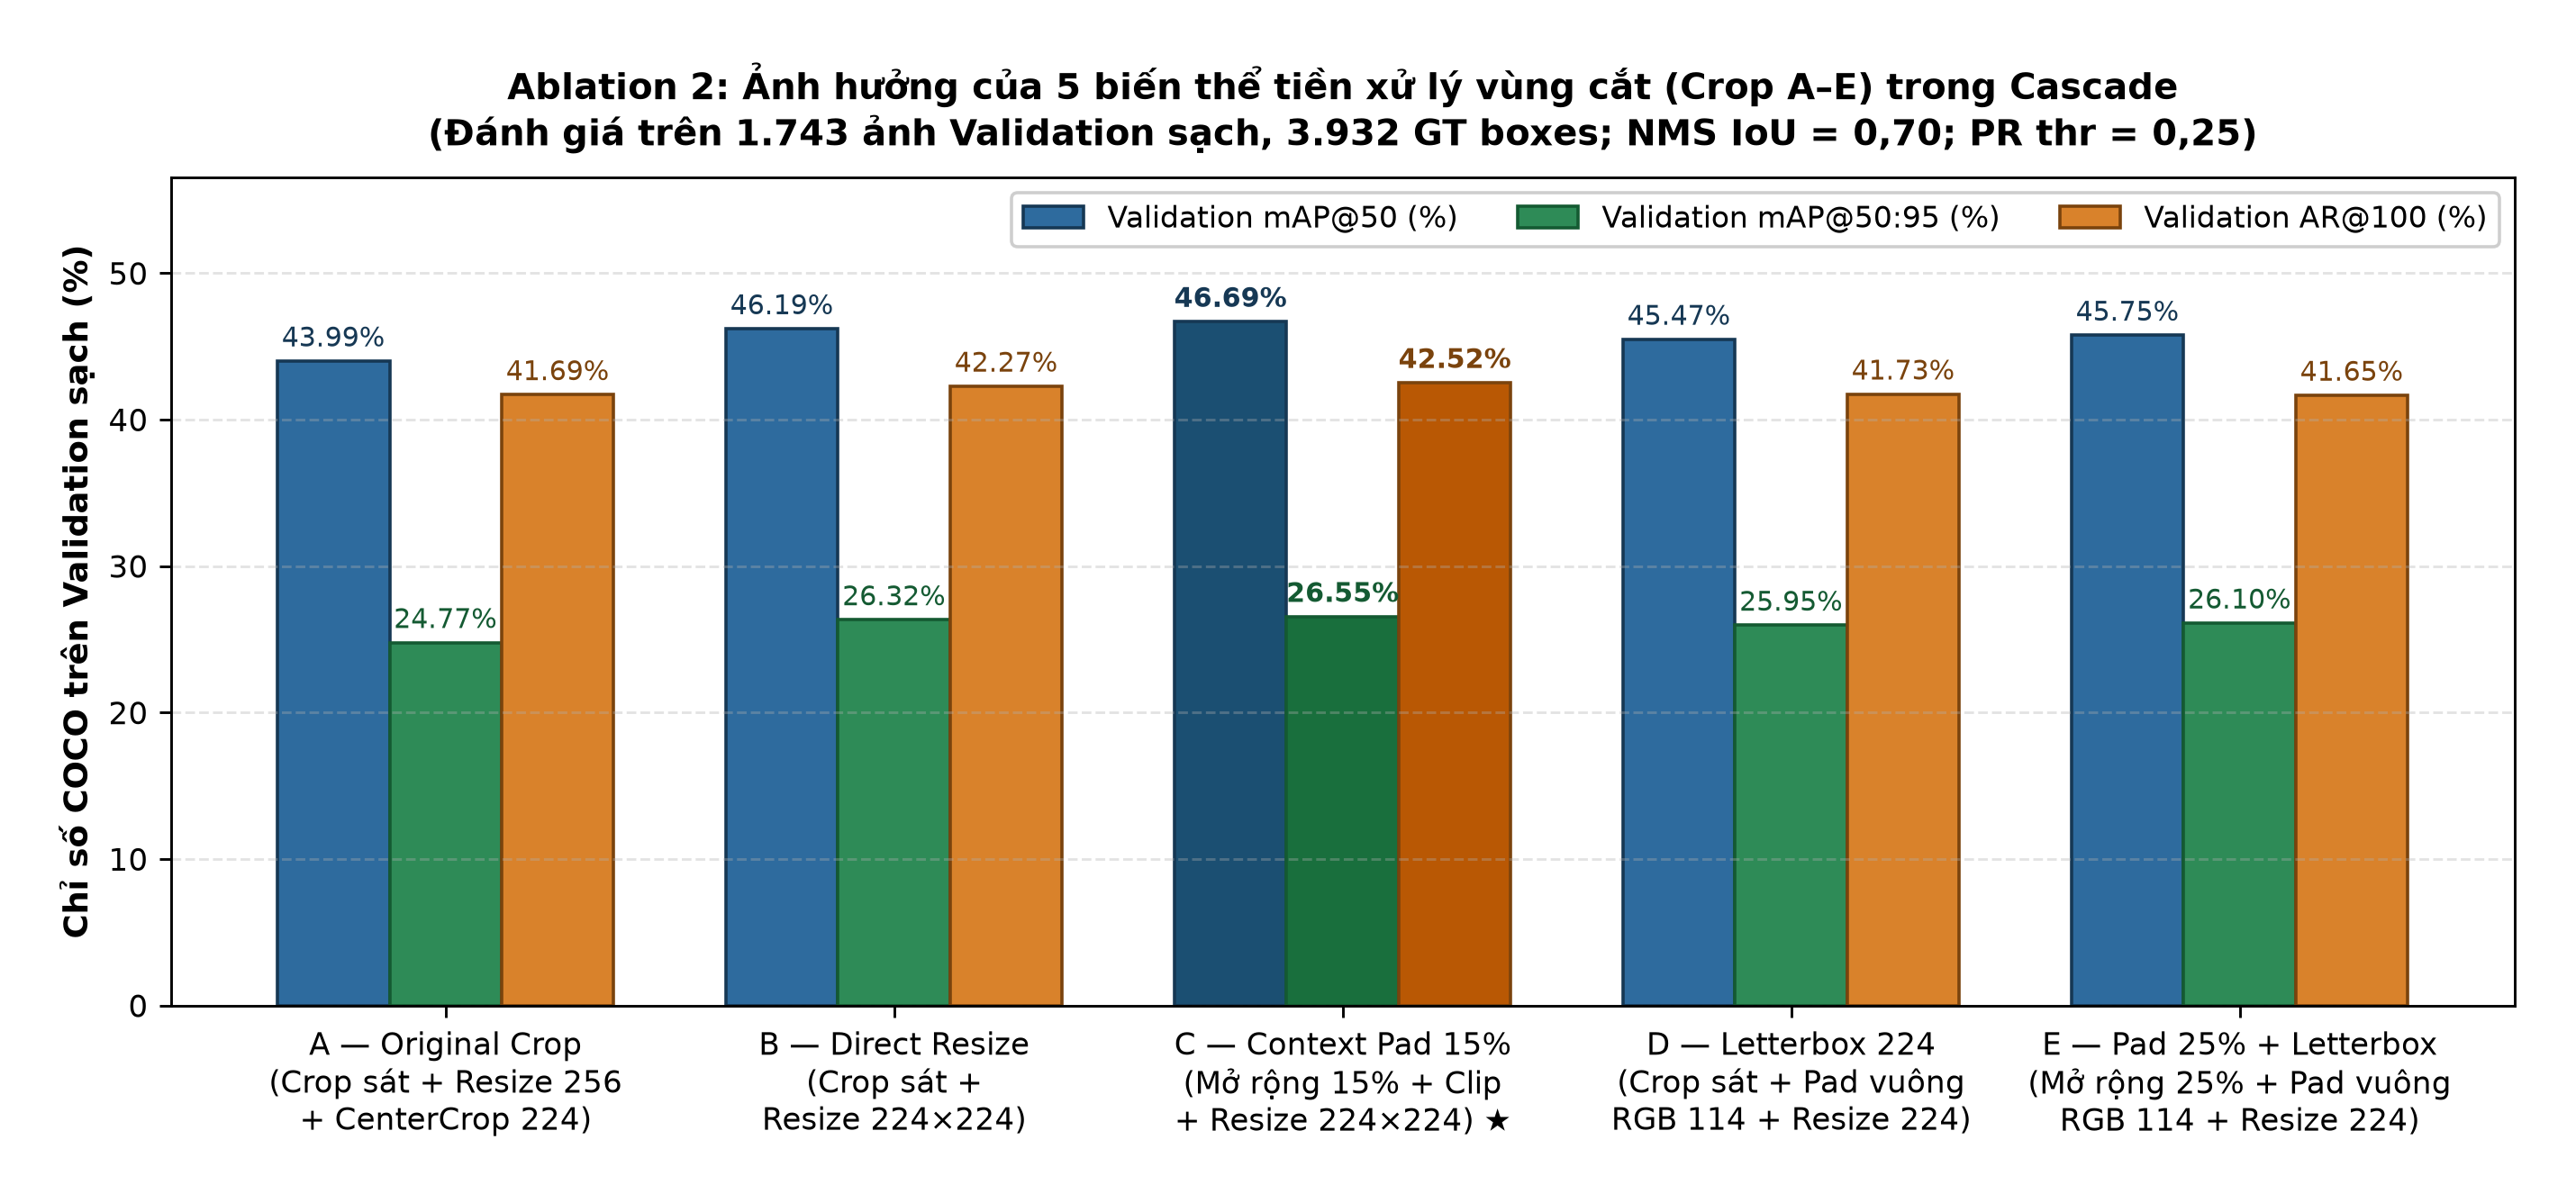 Ablation 2: Ảnh hưởng của 5 biến thể tiền xử lý vùng cắt (Crop A–E) trong Cascade
(Đánh giá trên 1.743 ảnh Validation sạch, 3.932 GT boxes; NMS IoU = 0,70; PR thr = 0,25)
Validation mAP@50 (%)
Validation mAP@50:95 (%)
Validation AR@100 (%)
Chỉ số COCO trên Validation sạch (%)
50
40
30
20
10
0
43.99%
24.77%
41.69%
46.19%
26.32%
42.27%
46.69%
26.55%
42.52%
45.47%
25.95%
41.73%
45.75%
26.10%
41.65%
A — Original Crop
(Crop sát + Resize 256
+ CenterCrop 224)
B — Direct Resize
(Crop sát +
Resize 224×224)
C — Context Pad 15%
(Mở rộng 15% + Clip
+ Resize 224×224) ★
D — Letterbox 224
(Crop sát + Pad vuông
RGB 114 + Resize 224)
E — Pad 25% + Letterbox
(Mở rộng 25% + Pad vuông
RGB 114 + Resize 224)